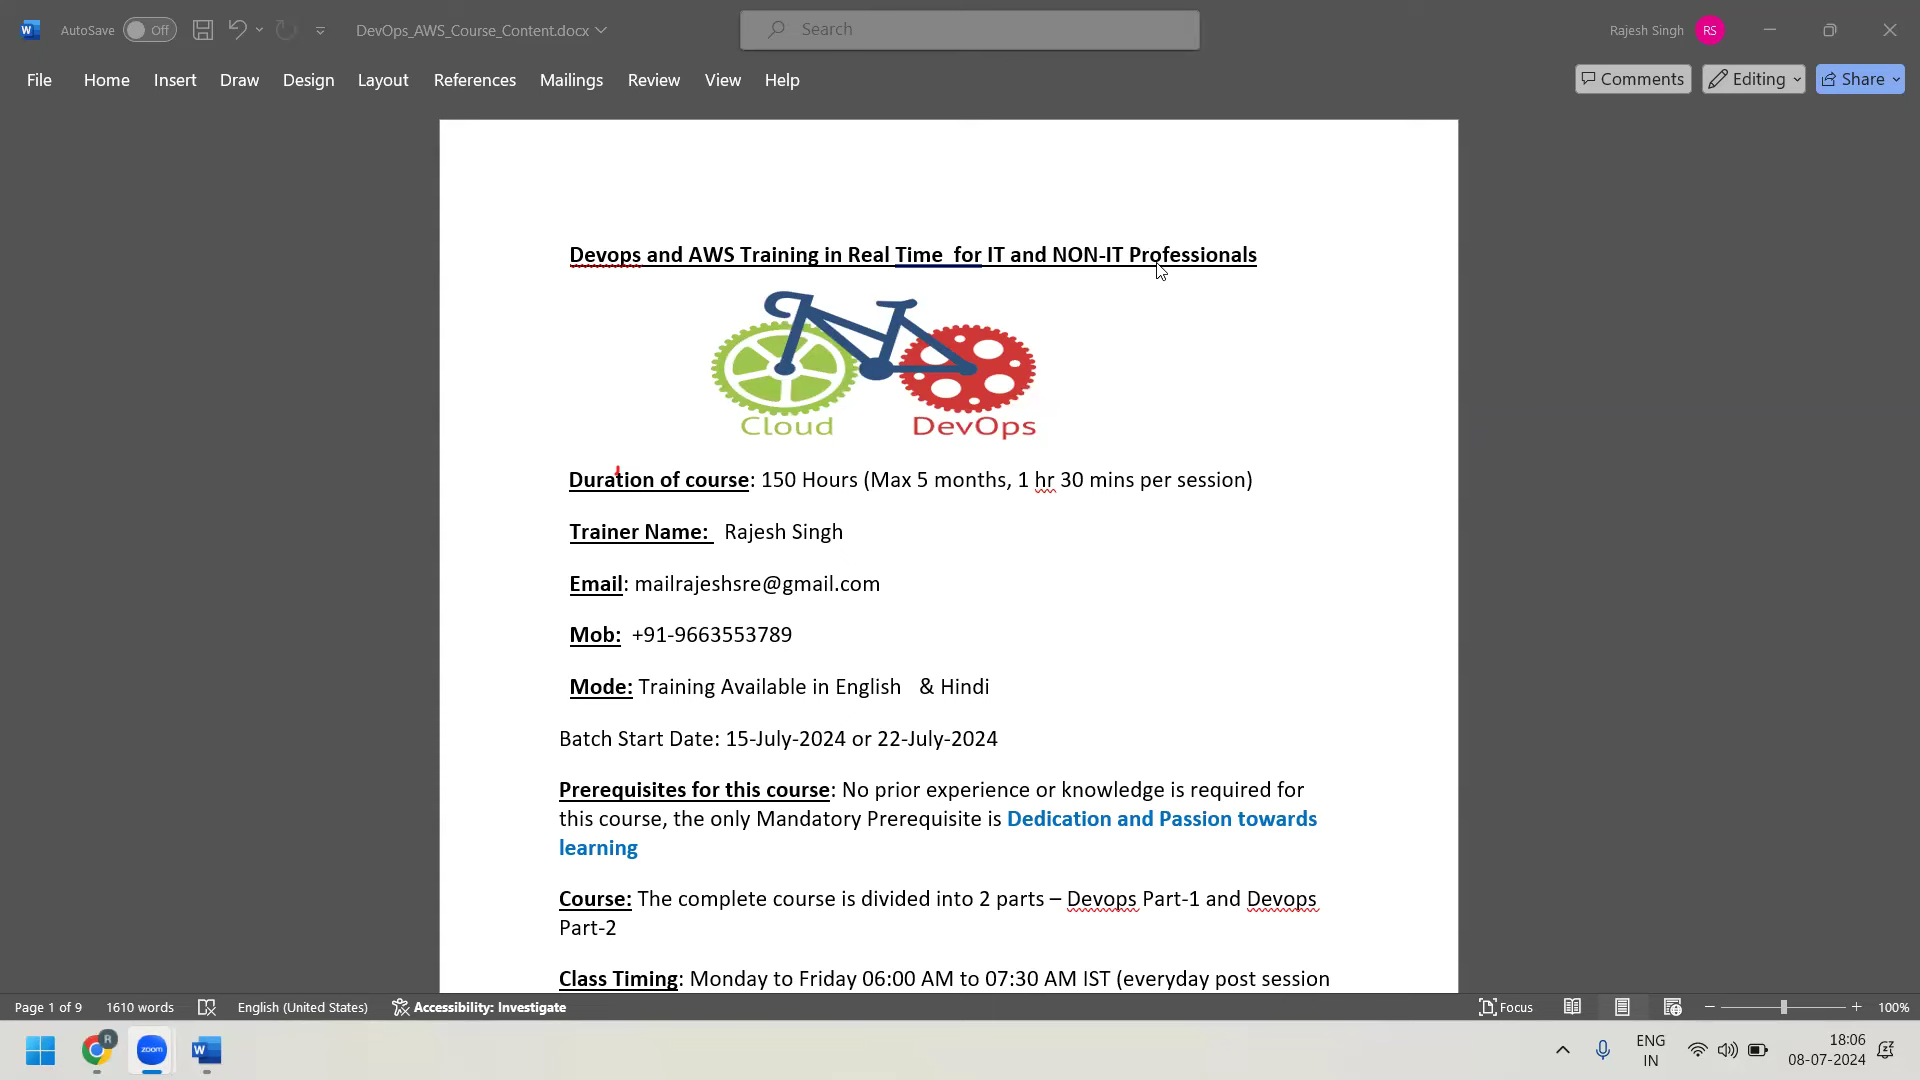 AutoSave Off DevOps_AWS_Course_Content.docx Search Rajesh Singh RS
File Home Insert Draw Design Layout References Mailings Review View Help Comments Editing Share
Devops and AWS Training in Real Time  for IT and NON-IT Professionals
Cloud DevOps
Duration of course: 150 Hours (Max 5 months, 1 hr 30 mins per session)
Trainer Name:   Rajesh Singh
Email: mailrajeshsre@gmail.com
Mob:  +91-9663553789
Mode: Training Available in English   & Hindi
Batch Start Date: 15-July-2024 or 22-July-2024
Prerequisites for this course: No prior experience or knowledge is required for
this course, the only Mandatory Prerequisite is Dedication and Passion towards
learning
Course: The complete course is divided into 2 parts – Devops Part-1 and Devops
Part-2
Class Timing: Monday to Friday 06:00 AM to 07:30 AM IST (everyday post session
Page 1 of 9 1610 words English (United States) Accessibility: Investigate Focus 100%
R zoom W ENG 18:06
IN 08-07-2024